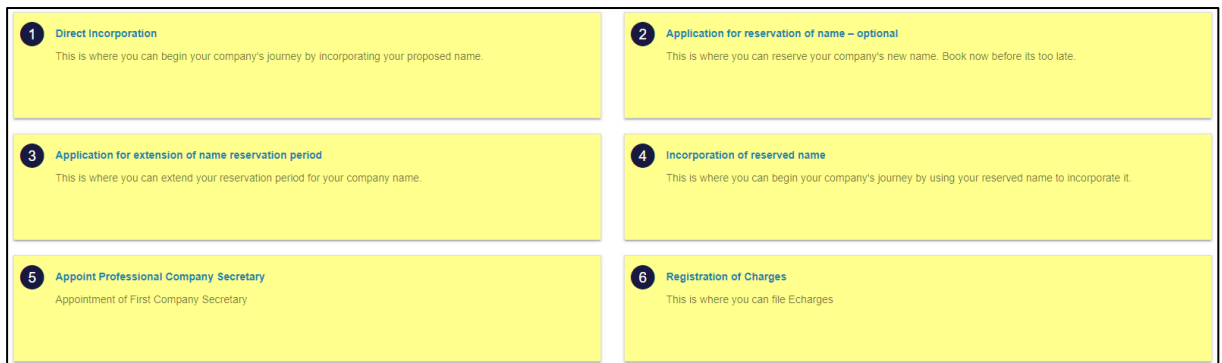 1 Direct Incorporation
This is where you can begin your company's journey by incorporating your proposed name.
2 Application for reservation of name – optional
This is where you can reserve your company's new name. Book now before its too late.
3 Application for extension of name reservation period
This is where you can extend your reservation period for your company name.
4 Incorporation of reserved name
This is where you can begin your company's journey by using your reserved name to incorporate it.
5 Appoint Professional Company Secretary
Appointment of First Company Secretary
6 Registration of Charges
This is where you can file Echarges